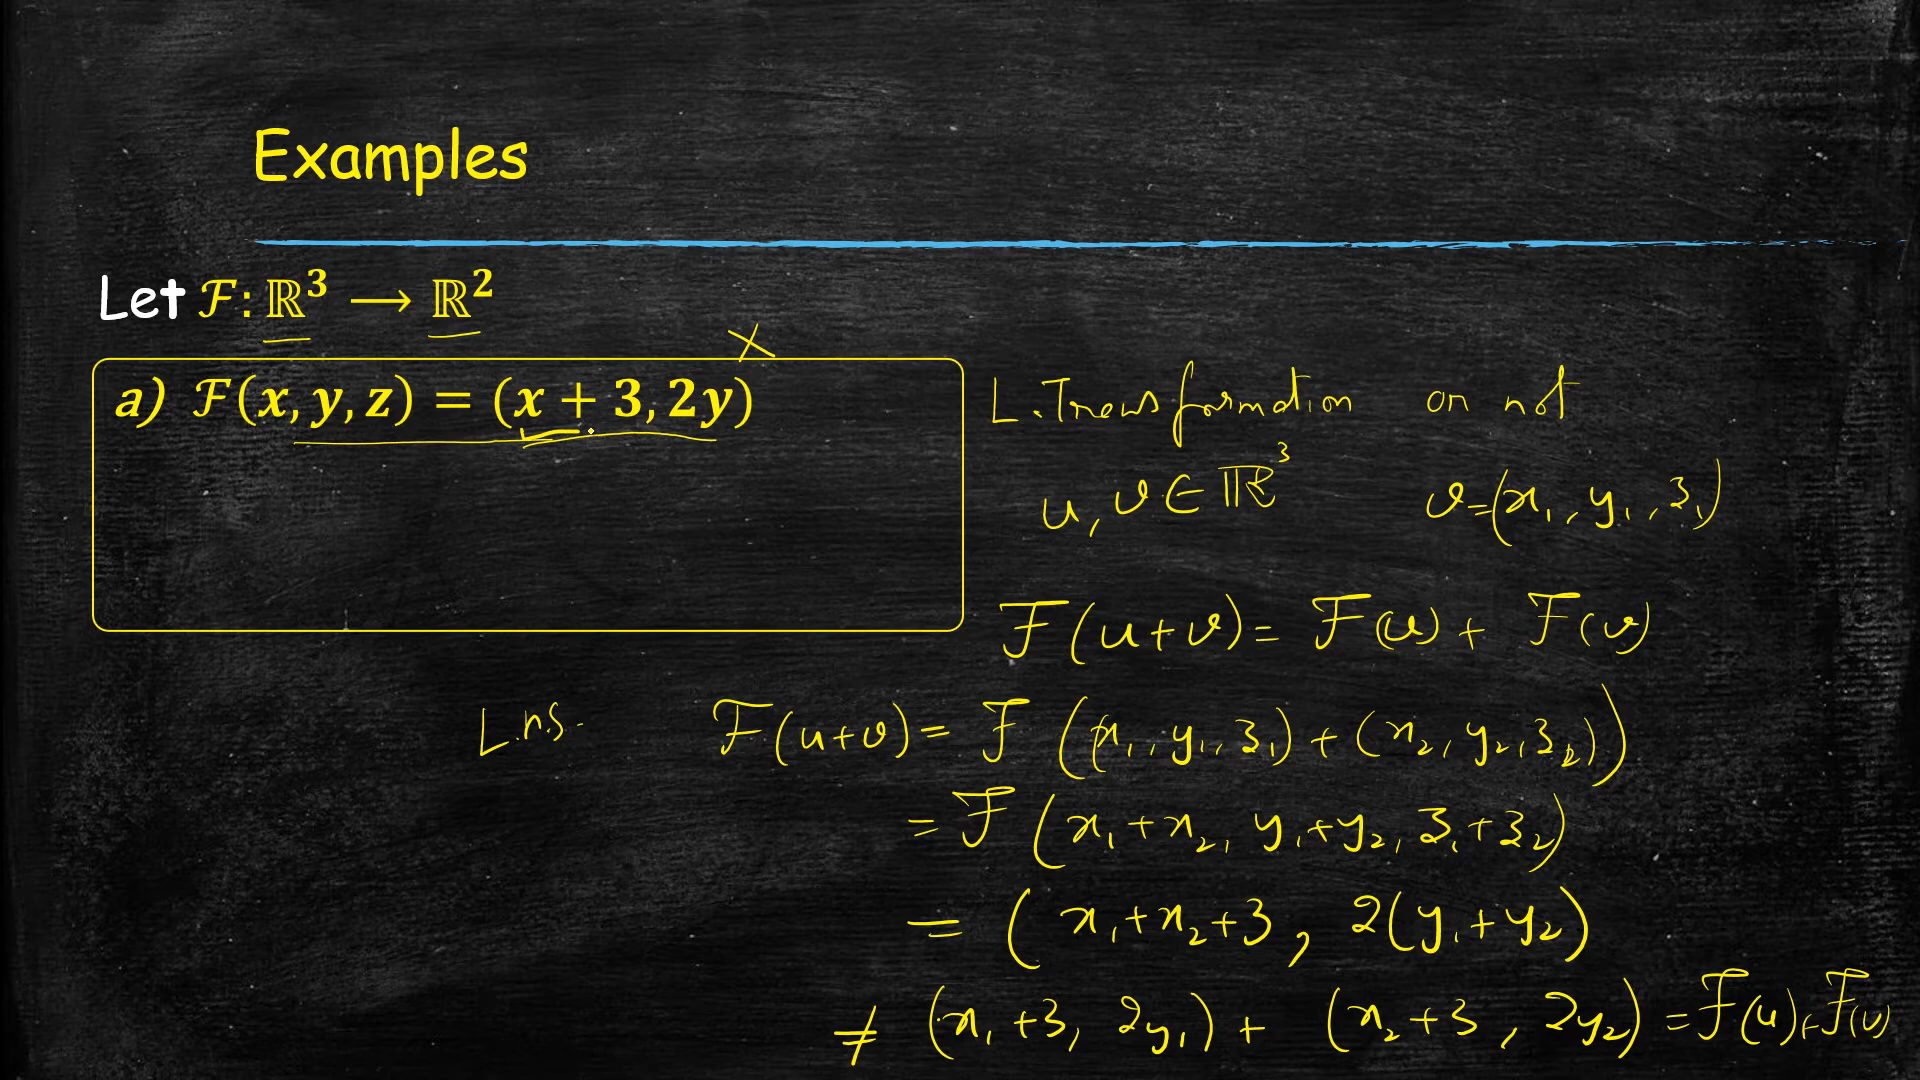 Examples
Let ℱ: ℝ³ ⟶ ℝ²
a) ℱ(x, y, z) = (x + 3, 2y)
L. Transformation or not
u, v ∈ ℝ³ v = (x₁, y₁, z₁)
ℱ(u+v) = ℱ(u) + ℱ(v)
L.h.S. ℱ(u+v) = ℱ((x₁, y₁, z₁) + (x₂, y₂, z₂))
= ℱ(x₁+x₂, y₁+y₂, z₁+z₂)
= (x₁+x₂+3, 2(y₁+y₂)
≠ (x₁+3, 2y₁) + (x₂+3, 2y₂) = ℱ(u)+ℱ(v)